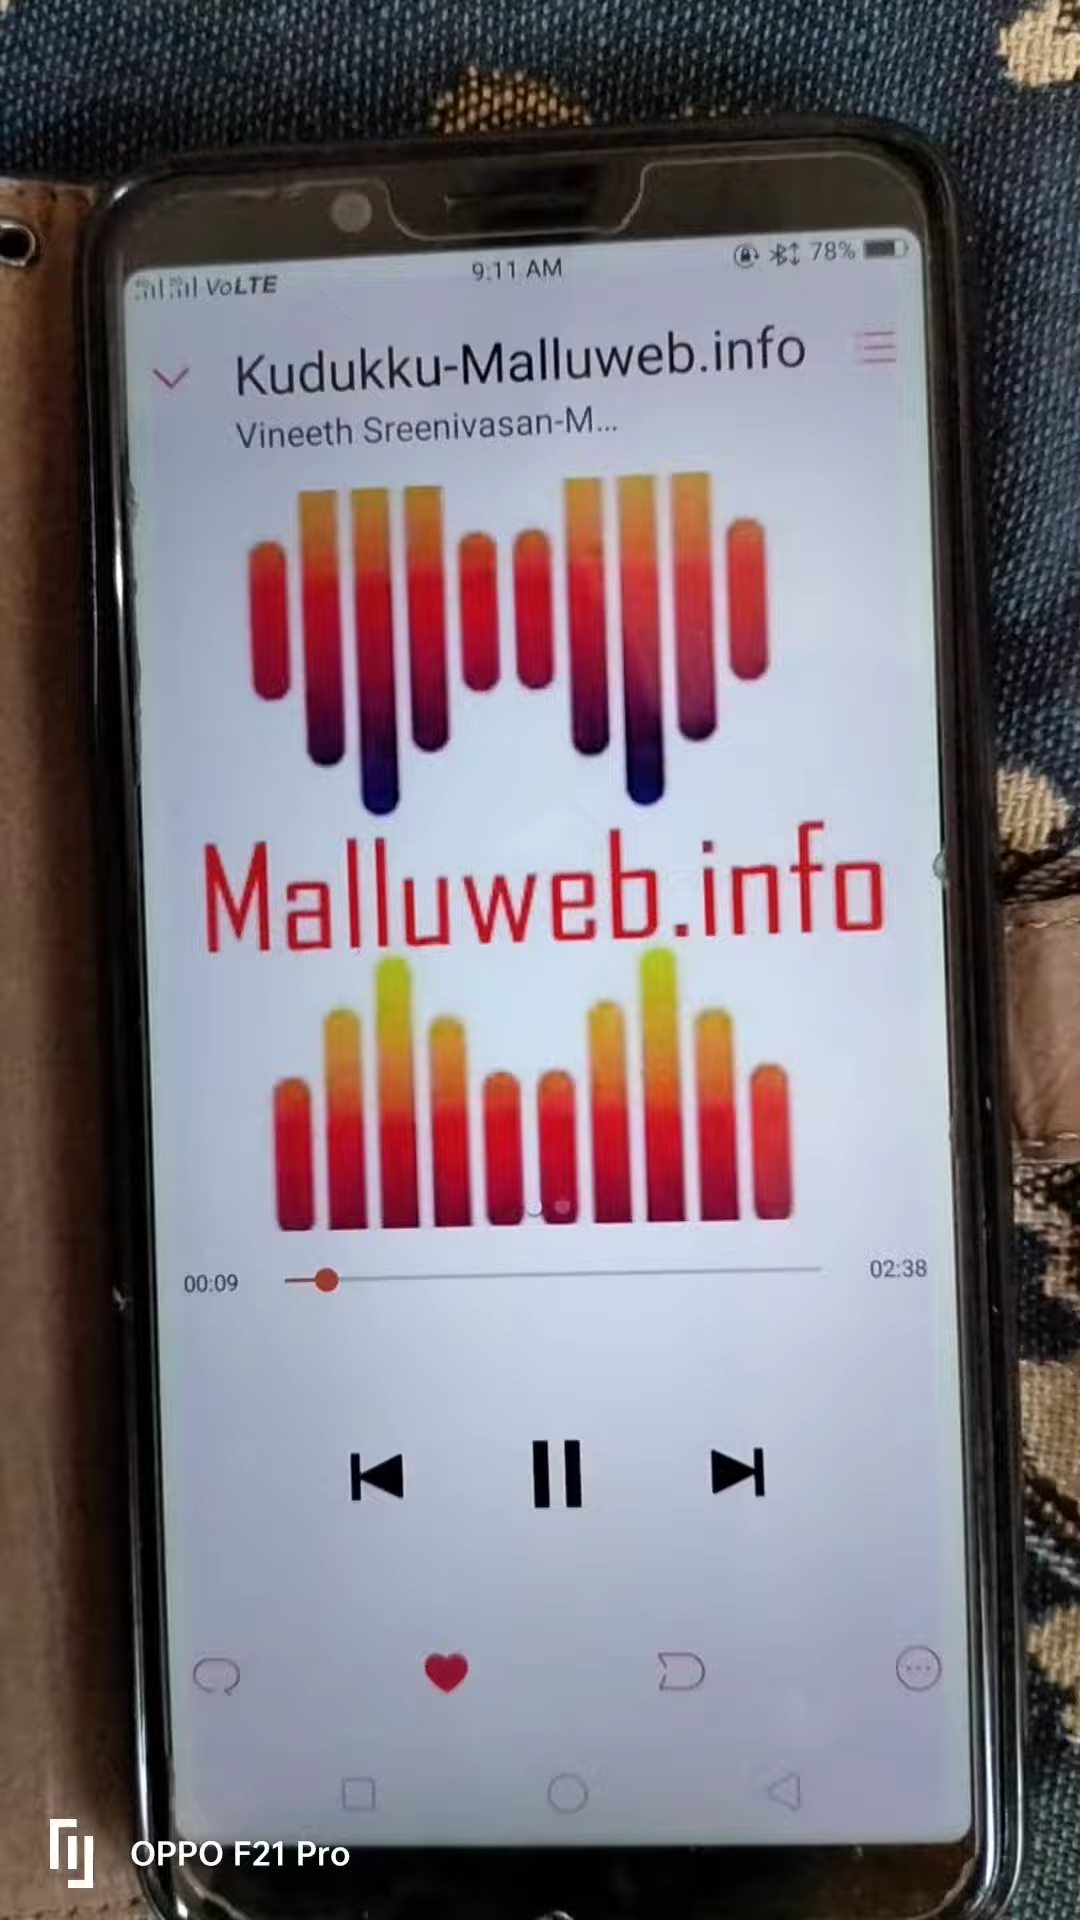 VoLTE 9:11 AM 78%
Kudukku-Malluweb.info
Vineeth Sreenivasan-M...
Malluweb.info
00:09 02:38
OPPO F21 Pro